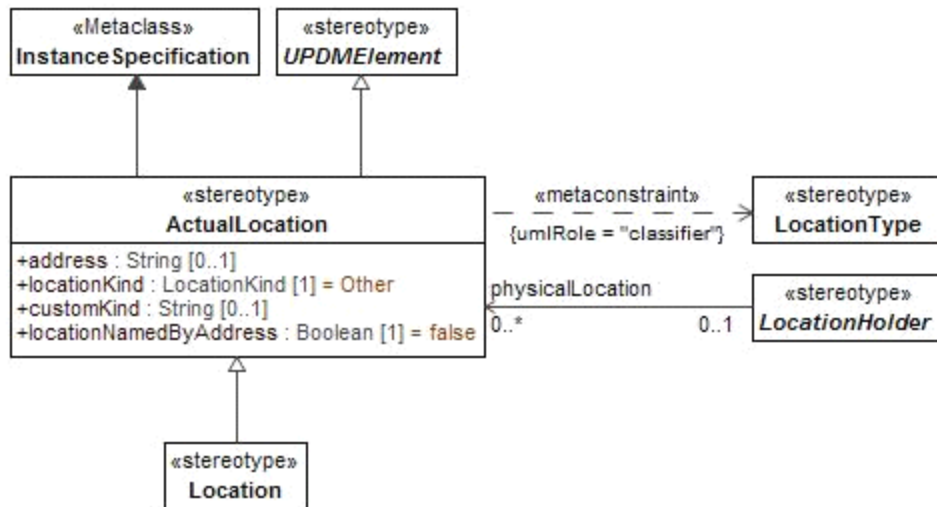 «Metaclass»
InstanceSpecification
«stereotype»
UPDMElement
«stereotype»
ActualLocation
+address : String [0..1]
+locationKind : LocationKind [1] = Other
+customKind : String [0..1]
+locationNamedByAddress : Boolean [1] = false
«metaconstraint»
{umlRole = "classifier"}
«stereotype»
LocationType
physicalLocation
0..*
0..1
«stereotype»
LocationHolder
«stereotype»
Location